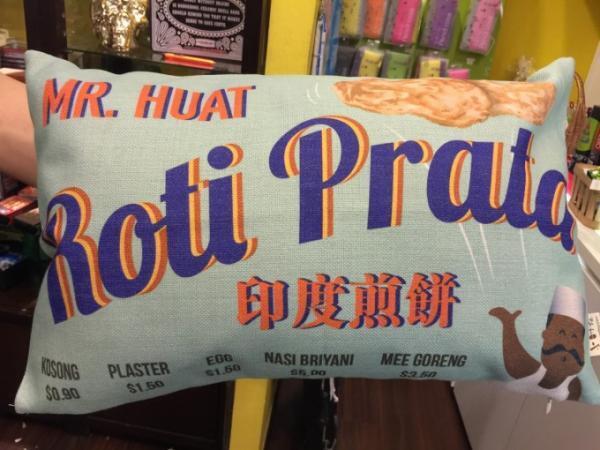 MR. HUAT
Roti Prata
印度煎餅
KOSONG PLASTER EGG NASI BRIYANI MEE GORENG
$0.90 $1.50 $1.50 $5.00 $3.50